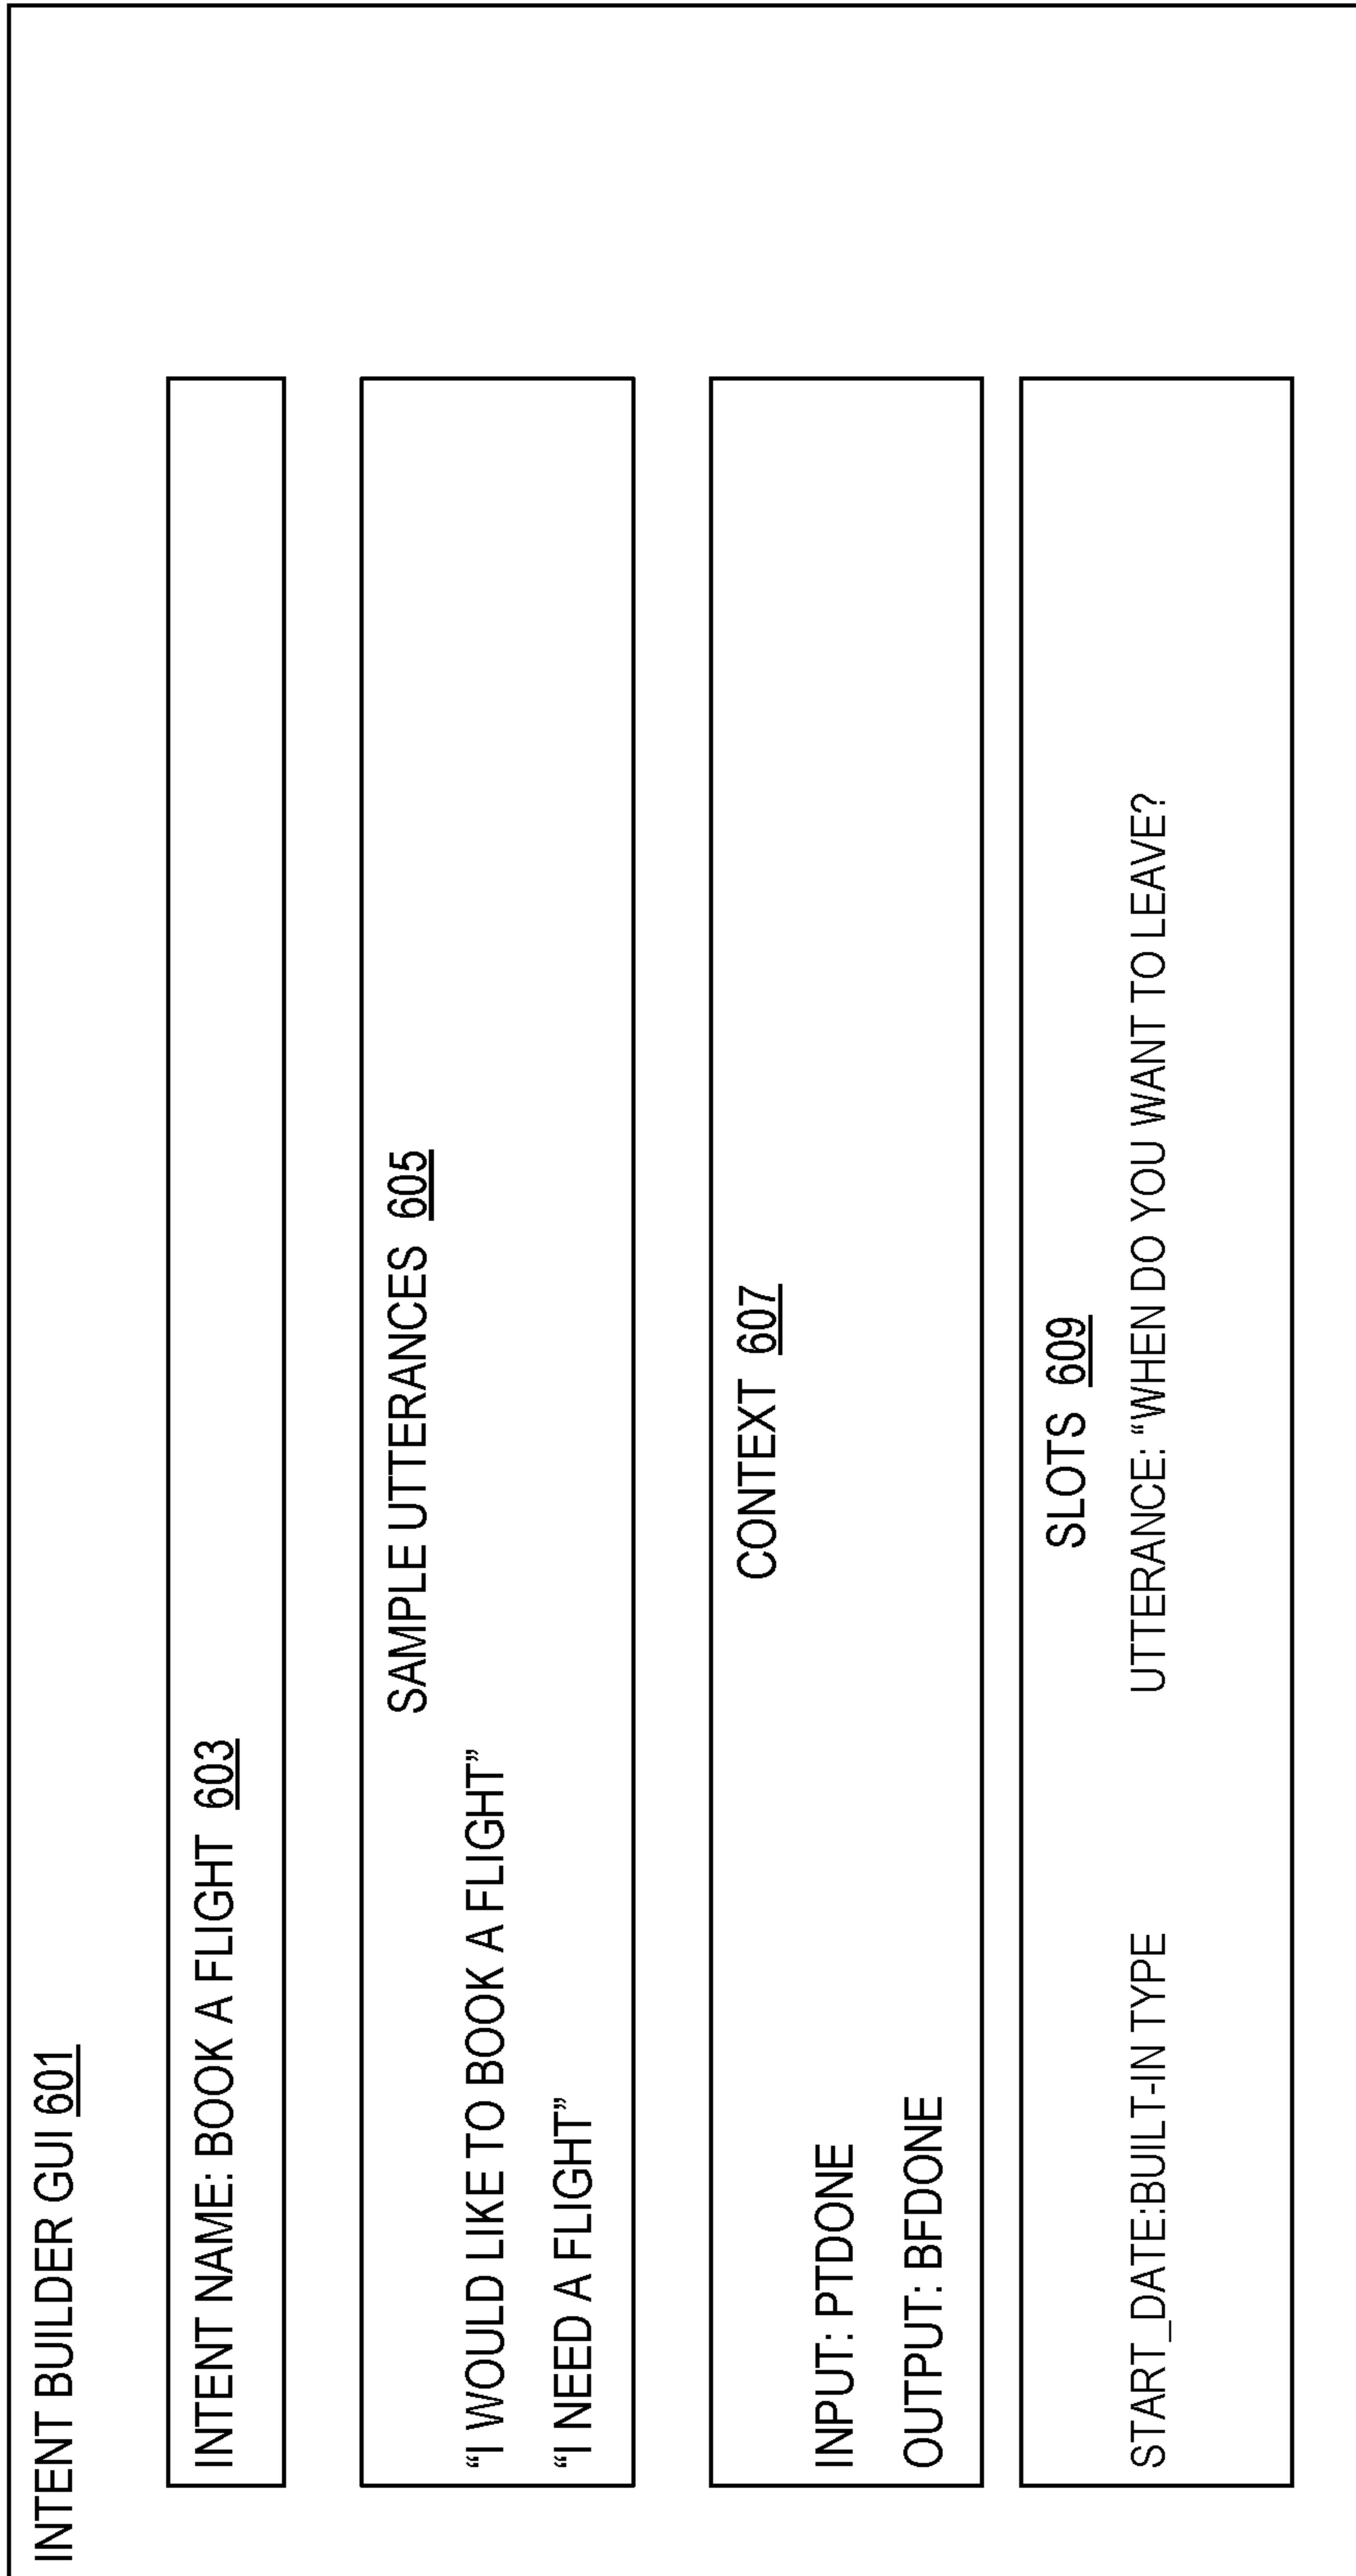 INTENT BUILDER GUI 601
INTENT NAME: BOOK A FLIGHT 603
SAMPLE UTTERANCES 605
“I WOULD LIKE TO BOOK A FLIGHT”
“I NEED A FLIGHT”
CONTEXT 607
INPUT: PTDONE
OUTPUT: BFDONE
SLOTS 609
START_DATE:BUILT-IN TYPE UTTERANCE: “WHEN DO YOU WANT TO LEAVE?